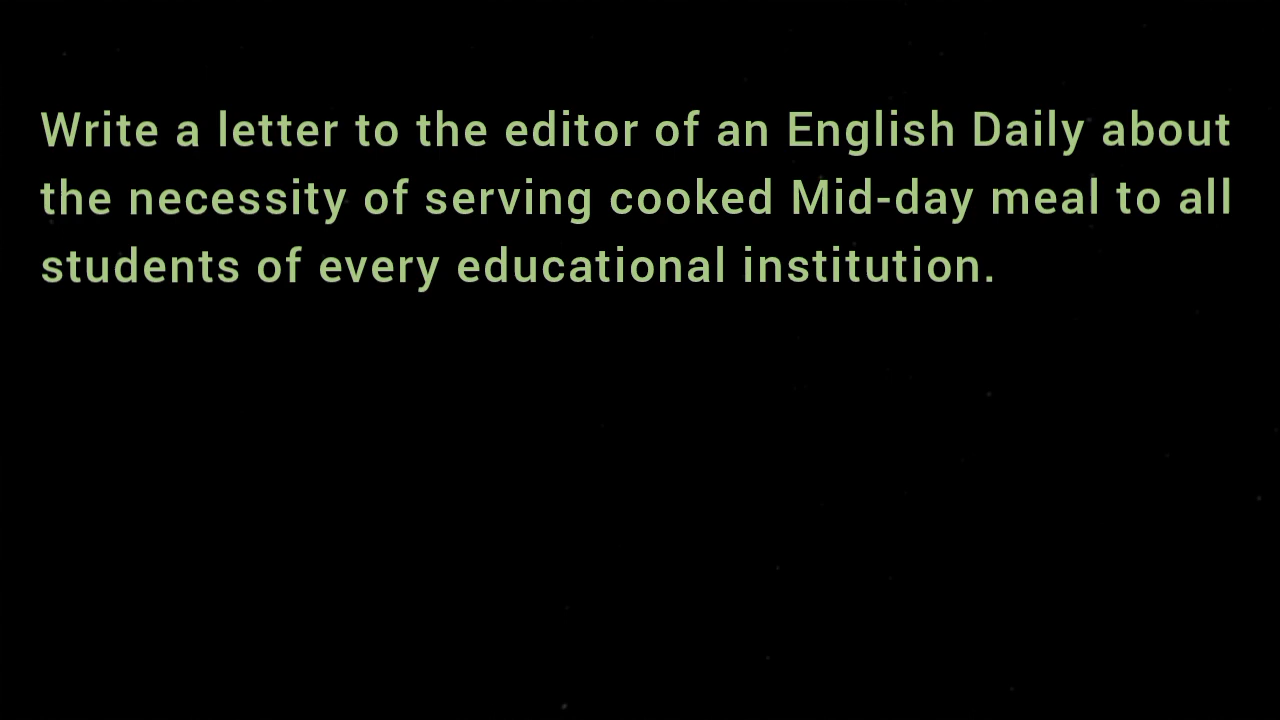 Write a letter to the editor of an English Daily about
the necessity of serving cooked Mid-day meal to all
students of every educational institution.